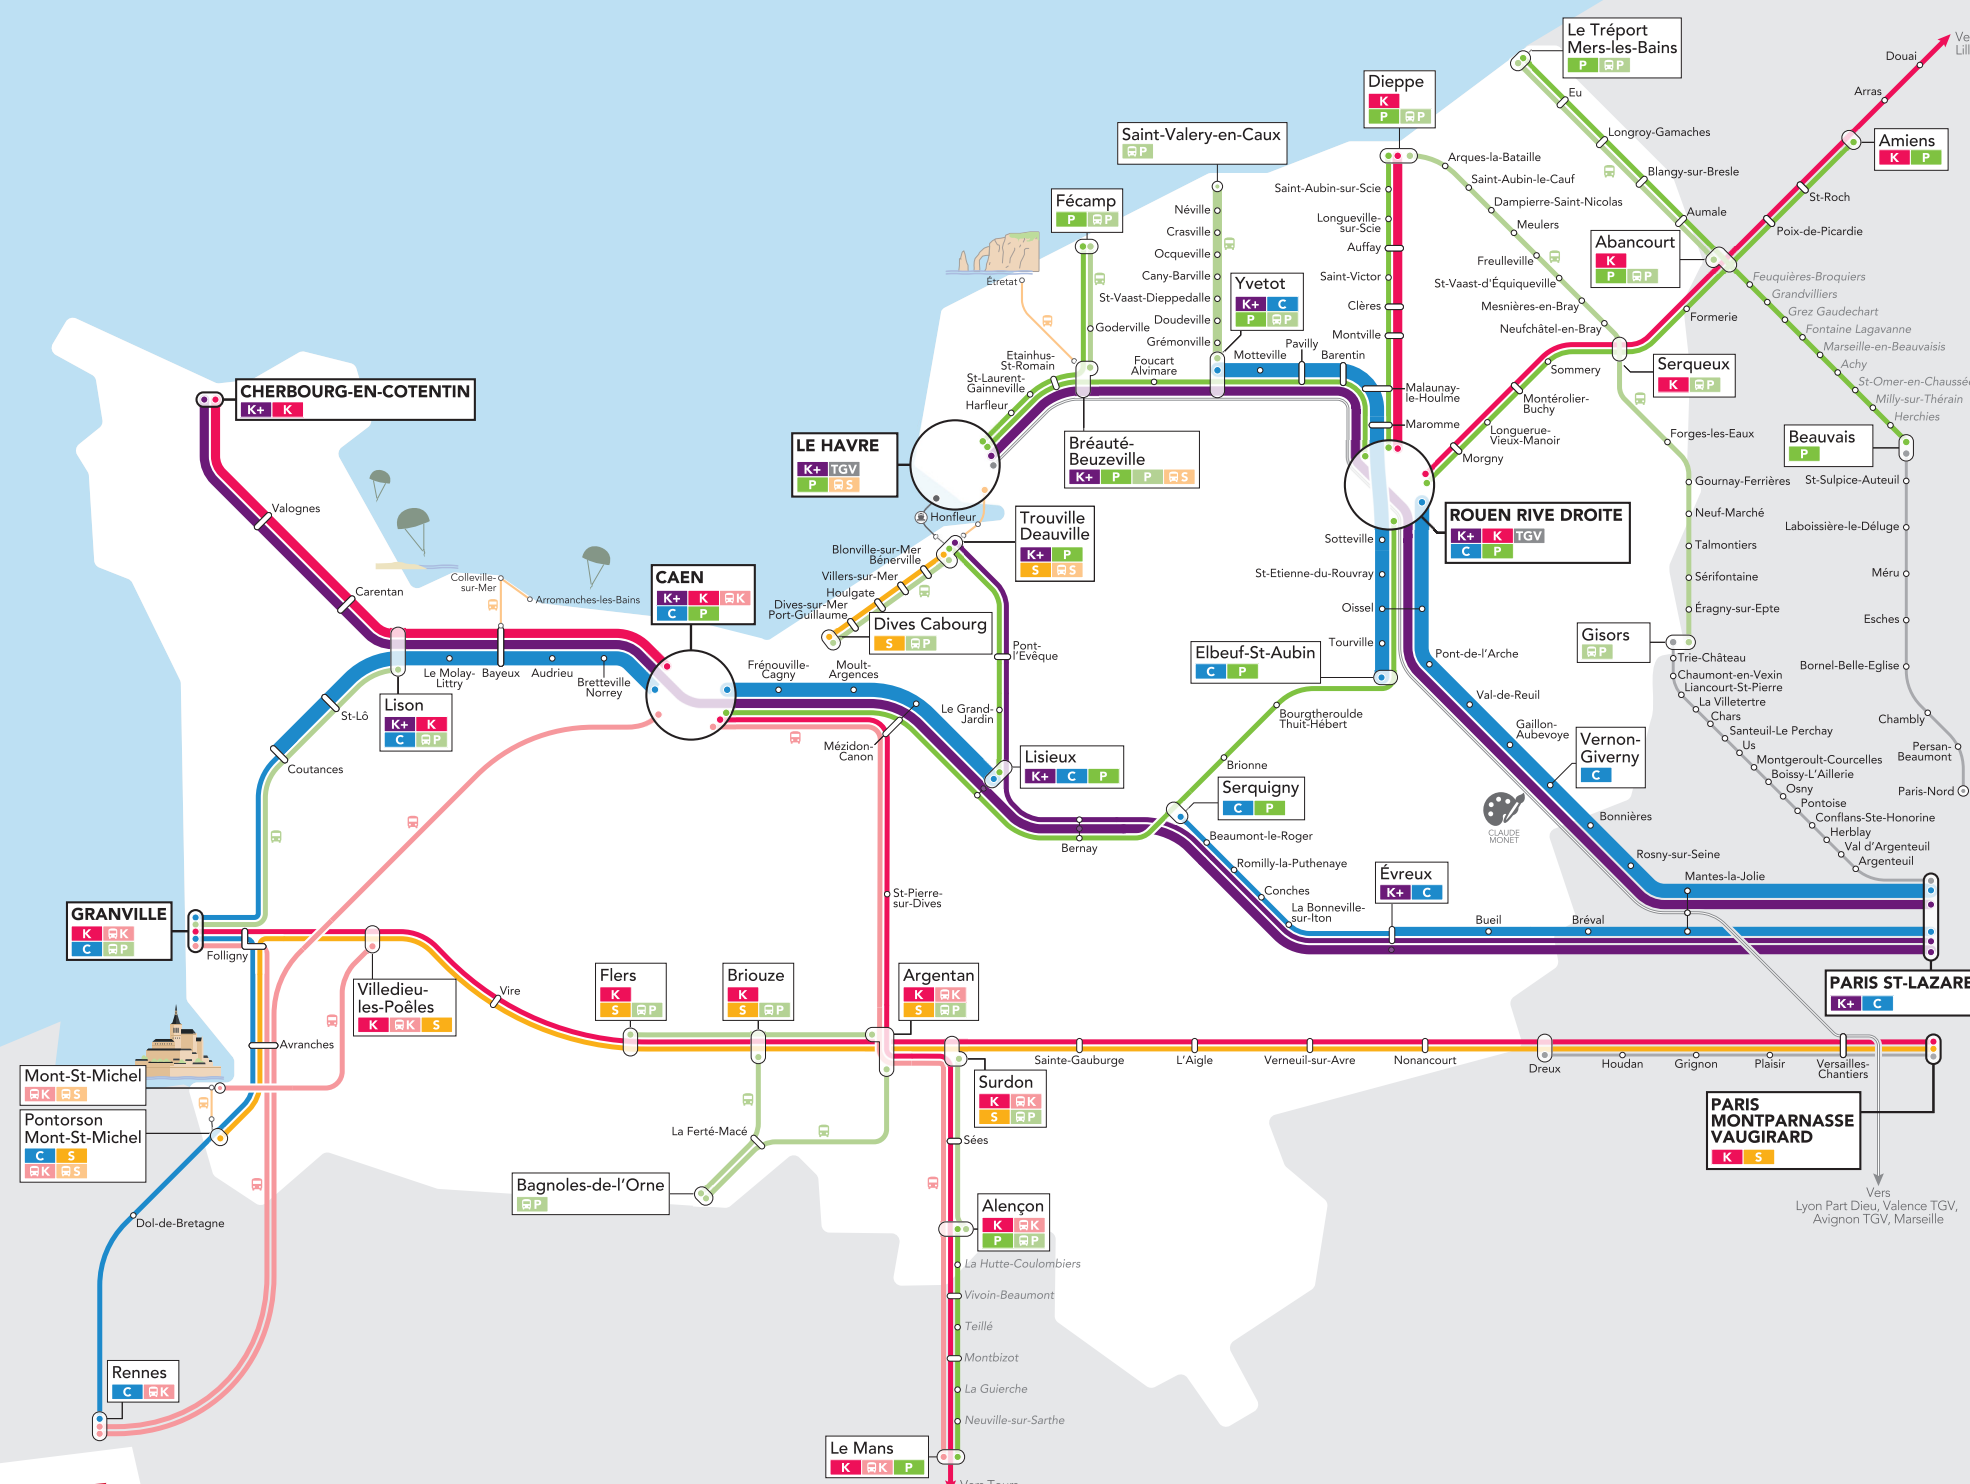 Le Tréport
Mers-les-Bains
P P
Eu
Longroy-Gamaches
Blangy-sur-Bresle
Aumale
Douai
Arras
Amiens
K P
St-Roch
Poix-de-Picardie
Abancourt
K
P P
Feuquières-Broquiers
Grandvilliers
Grez Gaudechart
Fontaine Lagavanne
Marseille-en-Beauvaisis
Achy
St-Omer-en-Chaussée
Milly-sur-Thérain
Herchies
Beauvais
P
St-Sulpice-Auteuil
Laboissière-le-Déluge
Méru
Esches
Bornel-Belle-Eglise
Chambly
Persan-
Beaumont
Paris-Nord
Dieppe
K
P P
Arques-la-Bataille
Saint-Aubin-le-Cauf
Dampierre-Saint-Nicolas
Meulers
Freulleville
St-Vaast-d'Équiqueville
Mesnières-en-Bray
Neufchâtel-en-Bray
Formerie
Serqueux
K P
Sommery
Montérolier-
Buchy
Longuerue-
Vieux-Manoir
Morgny
Forges-les-Eaux
Gournay-Ferrières
Neuf-Marché
Talmontiers
Sérifontaine
Éragny-sur-Epte
Gisors
P
Trie-Château
Chaumont-en-Vexin
Liancourt-St-Pierre
La Villetertre
Chars
Santeuil-Le Perchay
Us
Montgeroult-Courcelles
Boissy-L'Aillerie
Osny
Pontoise
Conflans-Ste-Honorine
Herblay
Val d'Argenteuil
Argenteuil
Saint-Aubin-sur-Scie
Longueville-
sur-Scie
Auffay
Saint-Victor
Clères
Montville
Malaunay-
le-Houlme
Maromme
Saint-Valery-en-Caux
P
Néville
Crasville
Ocqueville
Cany-Barville
St-Vaast-Dieppedalle
Doudeville
Grémonville
Yvetot
K+ C
P P
Motteville
Pavilly
Barentin
Fécamp
P P
Goderville
Étretat
Etainhus-
St-Romain
St-Laurent-
Gainneville
Harfleur
Foucart
Alvimare
Bréauté-
Beuzeville
K+ P P S
LE HAVRE
K+ TGV
P S
Honfleur
ROUEN RIVE DROITE
K+ K TGV
C P
Sotteville
St-Etienne-du-Rouvray
Oissel
Tourville
Elbeuf-St-Aubin
C P
Bourgtheroulde
Thuit-Hébert
Brionne
Serquigny
C P
Pont-de-l'Arche
Val-de-Reuil
Gaillon-
Aubevoye
Vernon-
Giverny
C
CLAUDE
MONET
Bonnières
Rosny-sur-Seine
Mantes-la-Jolie
Trouville
Deauville
K+ P
S S
Blonville-sur-Mer
Bénerville
Villers-sur-Mer
Houlgate
Dives-sur-Mer
Port-Guillaume
Dives Cabourg
S P
Pont-
l'Evêque
Le Grand-
Jardin
Lisieux
K+ C P
Bernay
Beaumont-le-Roger
Romilly-la-Puthenaye
Conches
La Bonneville-
sur-Iton
Évreux
K+ C
Bueil
Bréval
PARIS ST-LAZARE
K+ C
CHERBOURG-EN-COTENTIN
K+ K
Valognes
Carentan
Colleville-
sur-Mer
Arromanches-les-Bains
CAEN
K+ K K
C P
Le Molay-
Littry
Bayeux
Audrieu
Bretteville
Norrey
Frénouville-
Cagny
Moult-
Argences
Mézidon-
Canon
Lison
K+ K
C P
St-Lô
Coutances
St-Pierre-
sur-Dives
GRANVILLE
K K
C P
Folligny
Villedieu-
les-Poêles
K K S
Vire
Flers
K
S P
Briouze
K
S P
Argentan
K K
S P
Surdon
K K
S P
Sainte-Gauburge
L'Aigle
Verneuil-sur-Avre
Nonancourt
Dreux
Houdan
Grignon
Plaisir
Versailles-
Chantiers
PARIS
MONTPARNASSE
VAUGIRARD
K S
Vers
Lyon Part Dieu, Valence TGV,
Avignon TGV, Marseille
Avranches
Mont-St-Michel
K S
Pontorson
Mont-St-Michel
C S
K S
Dol-de-Bretagne
Rennes
C K
La Ferté-Macé
Bagnoles-de-l'Orne
P
Sées
Alençon
K K
P P
La Hutte-Coulombiers
Vivoin-Beaumont
Teillé
Montbizot
La Guierche
Neuville-sur-Sarthe
Le Mans
K K P